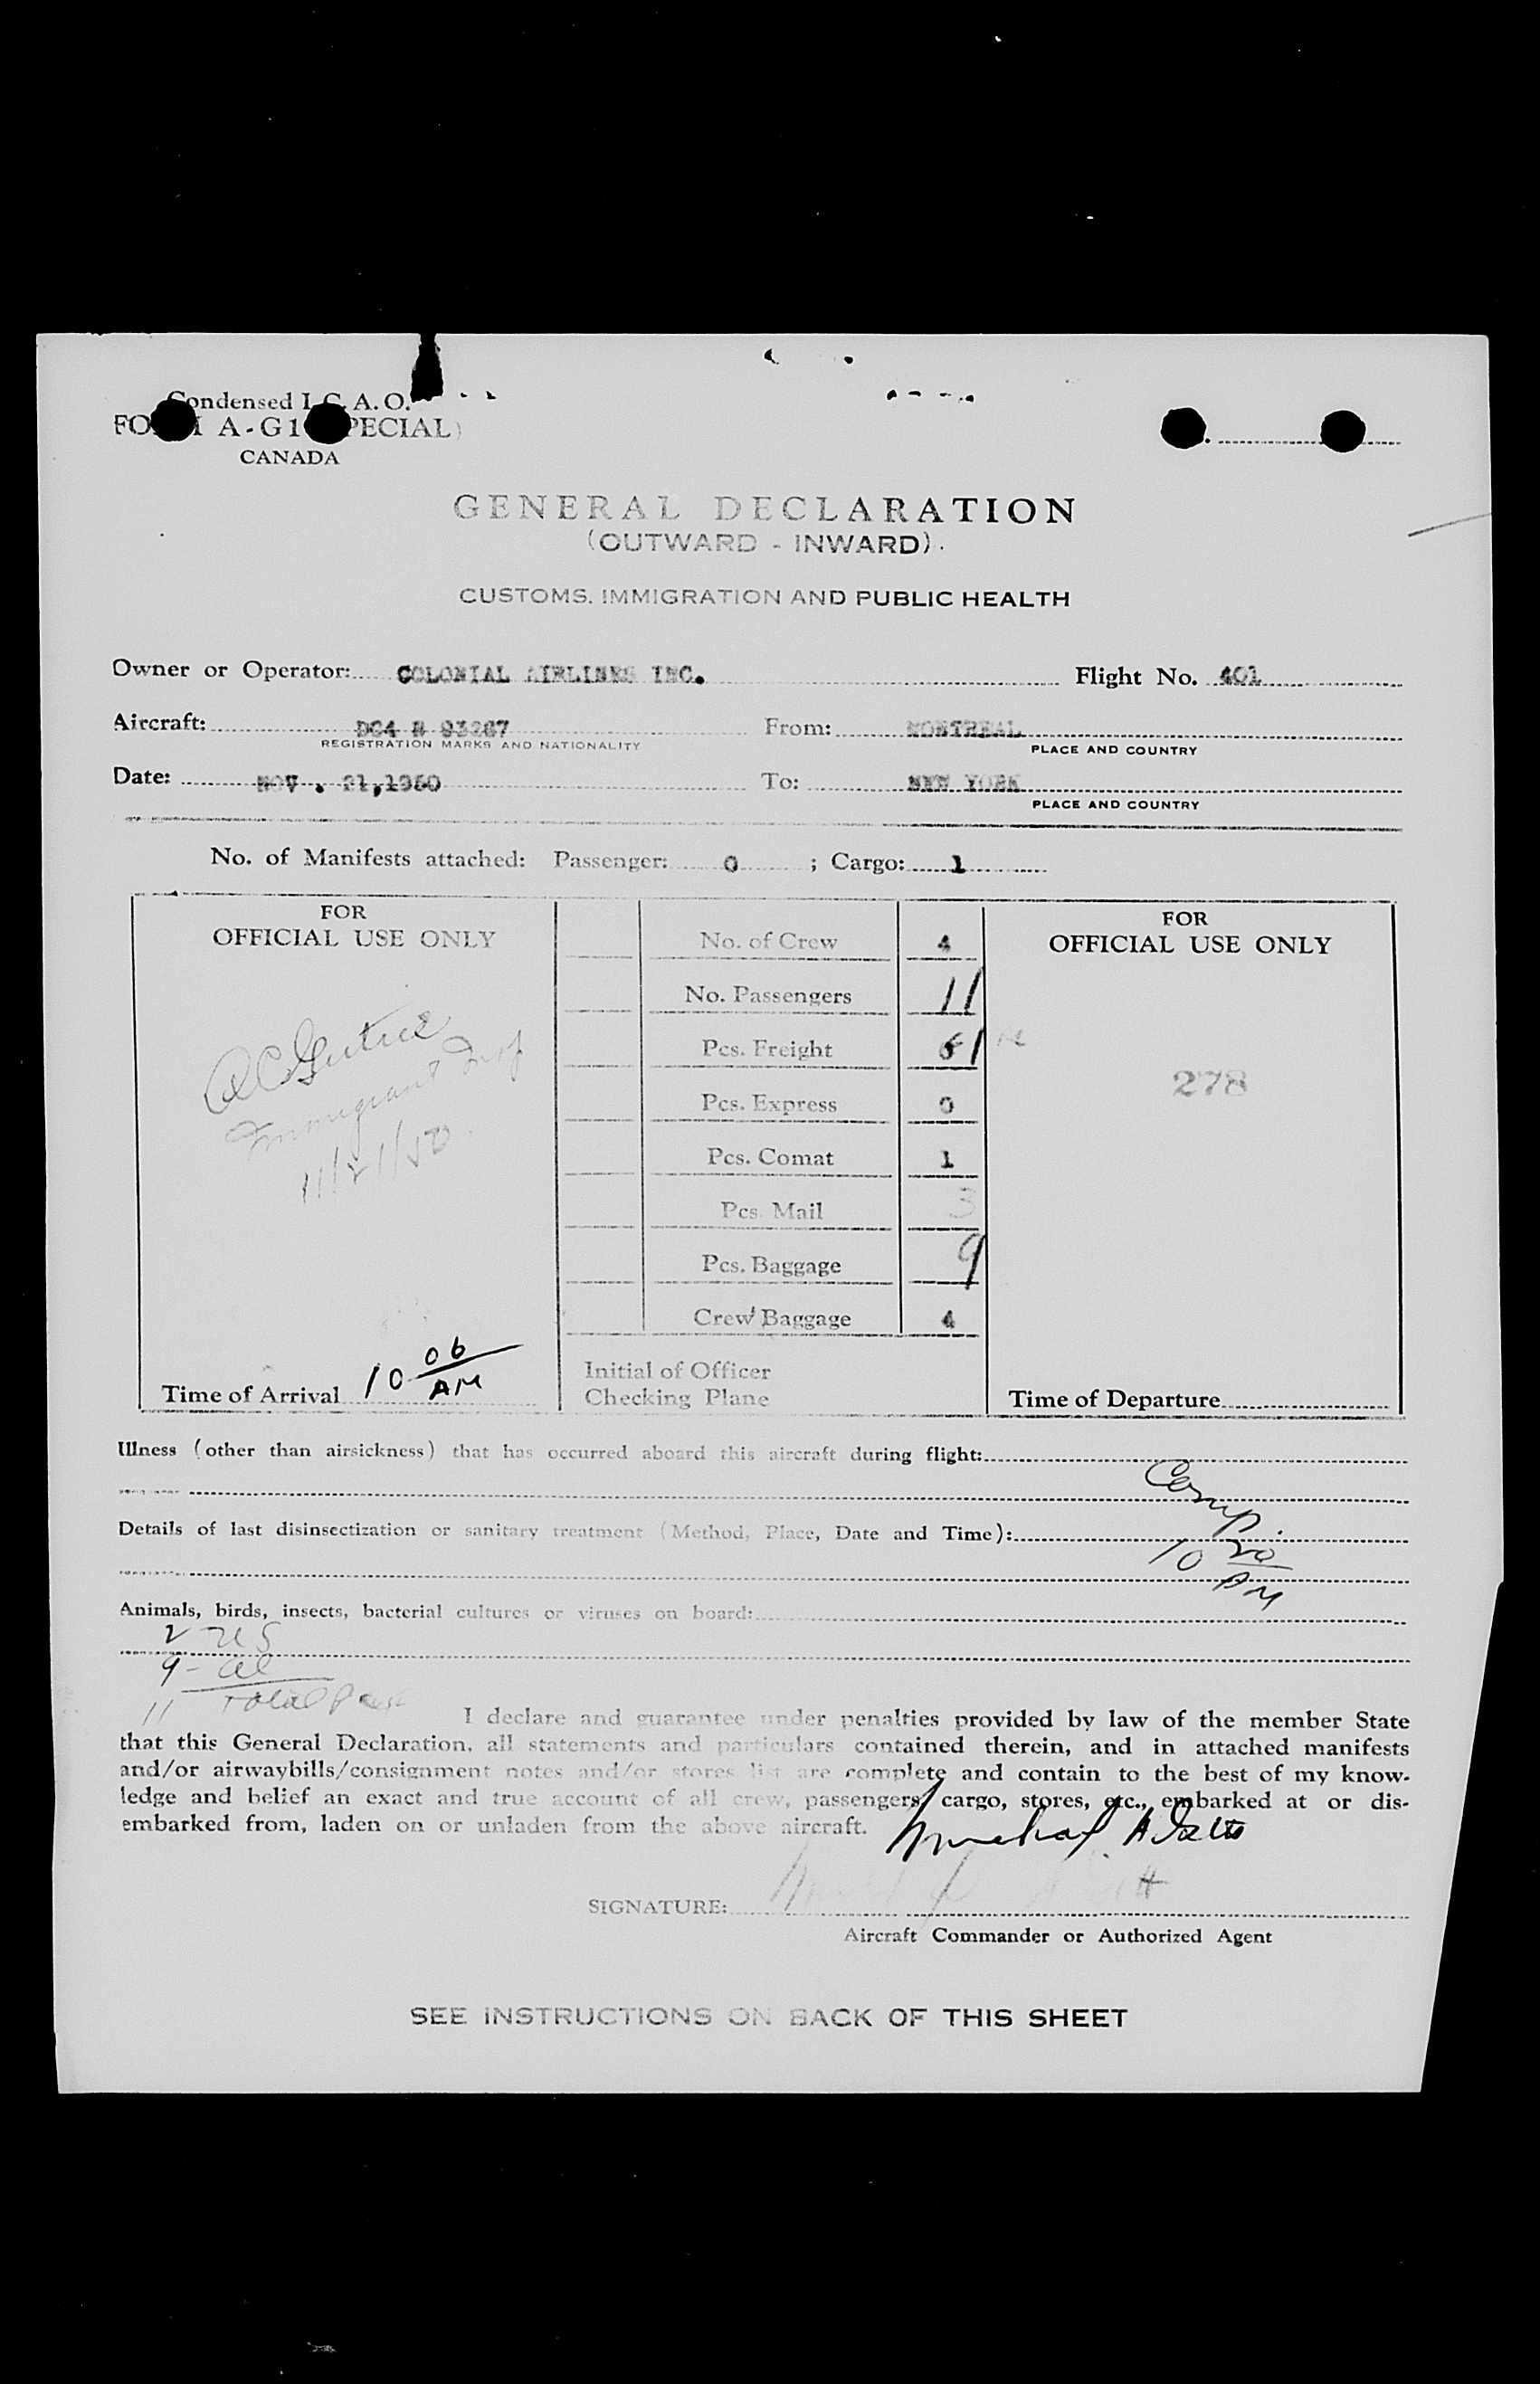 Condensed I. C. A. O.
A-G1
CANADA
GENERAL DECLARATION
(OUTWARD - INWARD).
CUSTOMS, IMMIGRATION AND PUBLIC HEALTH
Owner or Operator: COLONIAL AIRLINES INC. Flight No. 401
Aircraft: DC4 N 93267 From: MONTREAL
REGISTRATION MARKS AND NATIONALITY PLACE AND COUNTRY
Date: NOV . 21,1950 To: NEW YORK
PLACE AND COUNTRY
No. of Manifests attached: Passenger: 0 ; Cargo: 1
FOR
OFFICIAL USE ONLY
Immigrant Insp
11/21/50
Time of Arrival 10 06 AM
No. of Crew 4
No. Passengers 11
Pcs. Freight 61
Pcs. Express 0
Pcs. Comat 1
Pcs. Mail 3
Pcs. Baggage 9
Crew Baggage 4
Initial of Officer
Checking Plane
FOR
OFFICIAL USE ONLY
278
Time of Departure
Illness (other than airsickness) that has occurred aboard this aircraft during flight:
Comp.
Details of last disinsectization or sanitary treatment (Method, Place, Date and Time):
10 20 AM
Animals, birds, insects, bacterial cultures or viruses on board:
2 US
9 - al
11 Total Pass
I declare and guarantee under penalties provided by law of the member State
that this General Declaration, all statements and particulars contained therein, and in attached manifests
and/or airwaybills/consignment notes and/or stores list are complete and contain to the best of my know-
ledge and belief an exact and true account of all crew, passengers, cargo, stores, etc., embarked at or dis-
embarked from, laden on or unladen from the above aircraft.
SIGNATURE:
Aircraft Commander or Authorized Agent
SEE INSTRUCTIONS ON BACK OF THIS SHEET